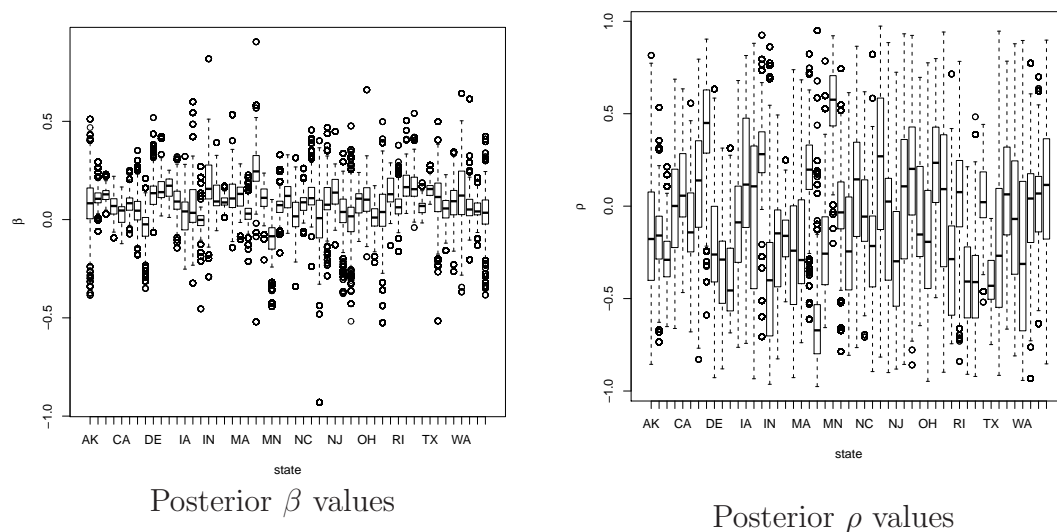 0.5
0.0
−0.5
−1.0
β
AK CA DE IA IN MA MN NC NJ OH RI TX WA
state
Posterior β values
1.0
0.5
0.0
−0.5
−1.0
ρ
AK CA DE IA IN MA MN NC NJ OH RI TX WA
state
Posterior ρ values